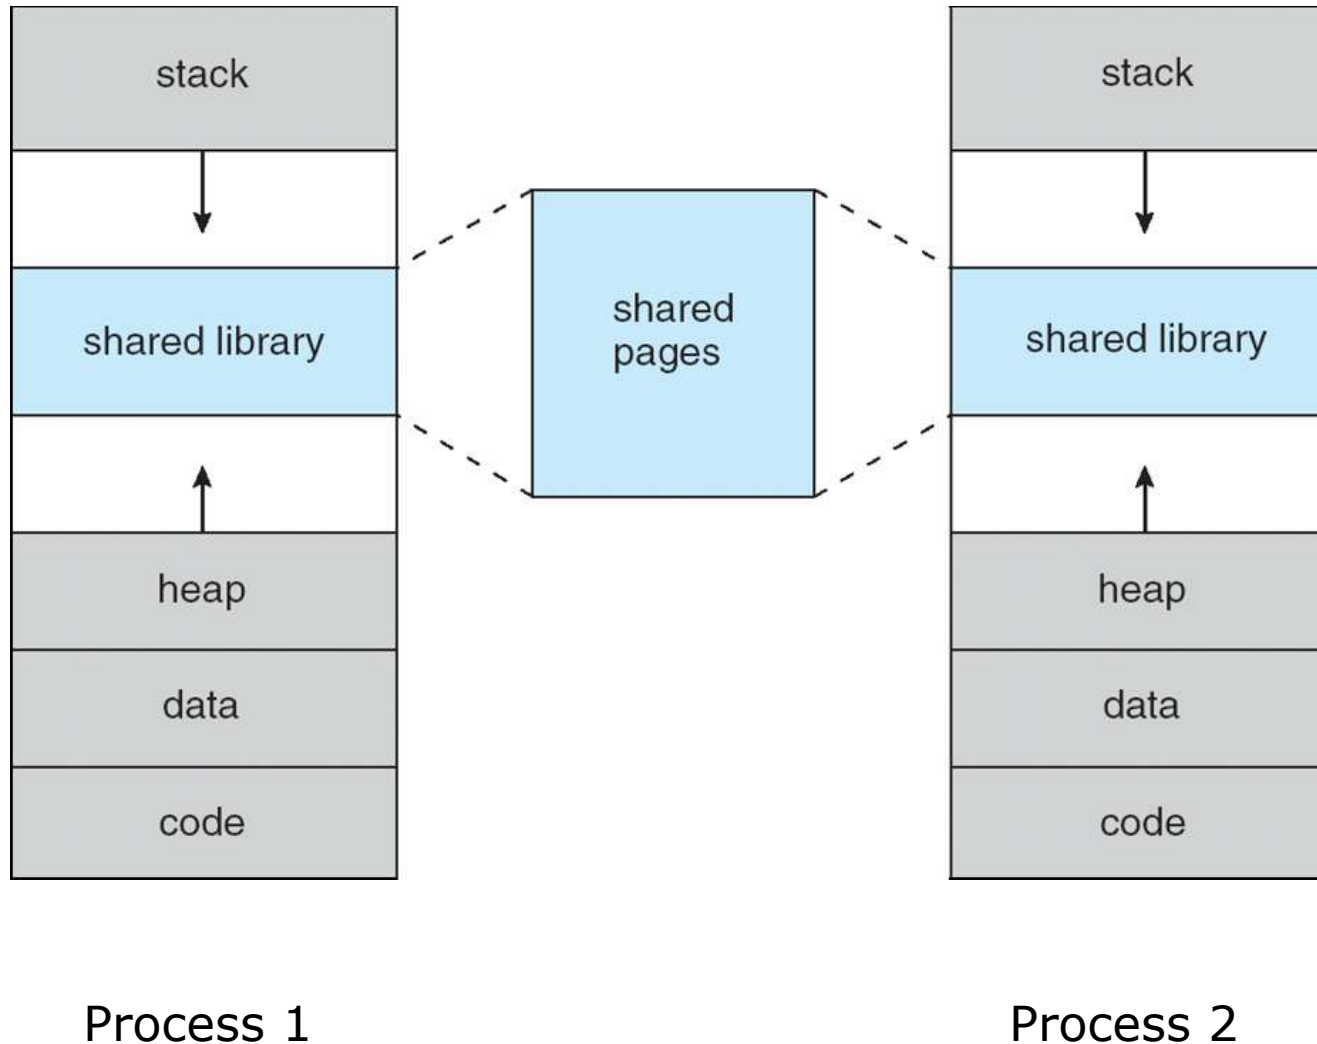 stack
shared library
heap
data
code
Process 1
shared
pages
stack
shared library
heap
data
code
Process 2